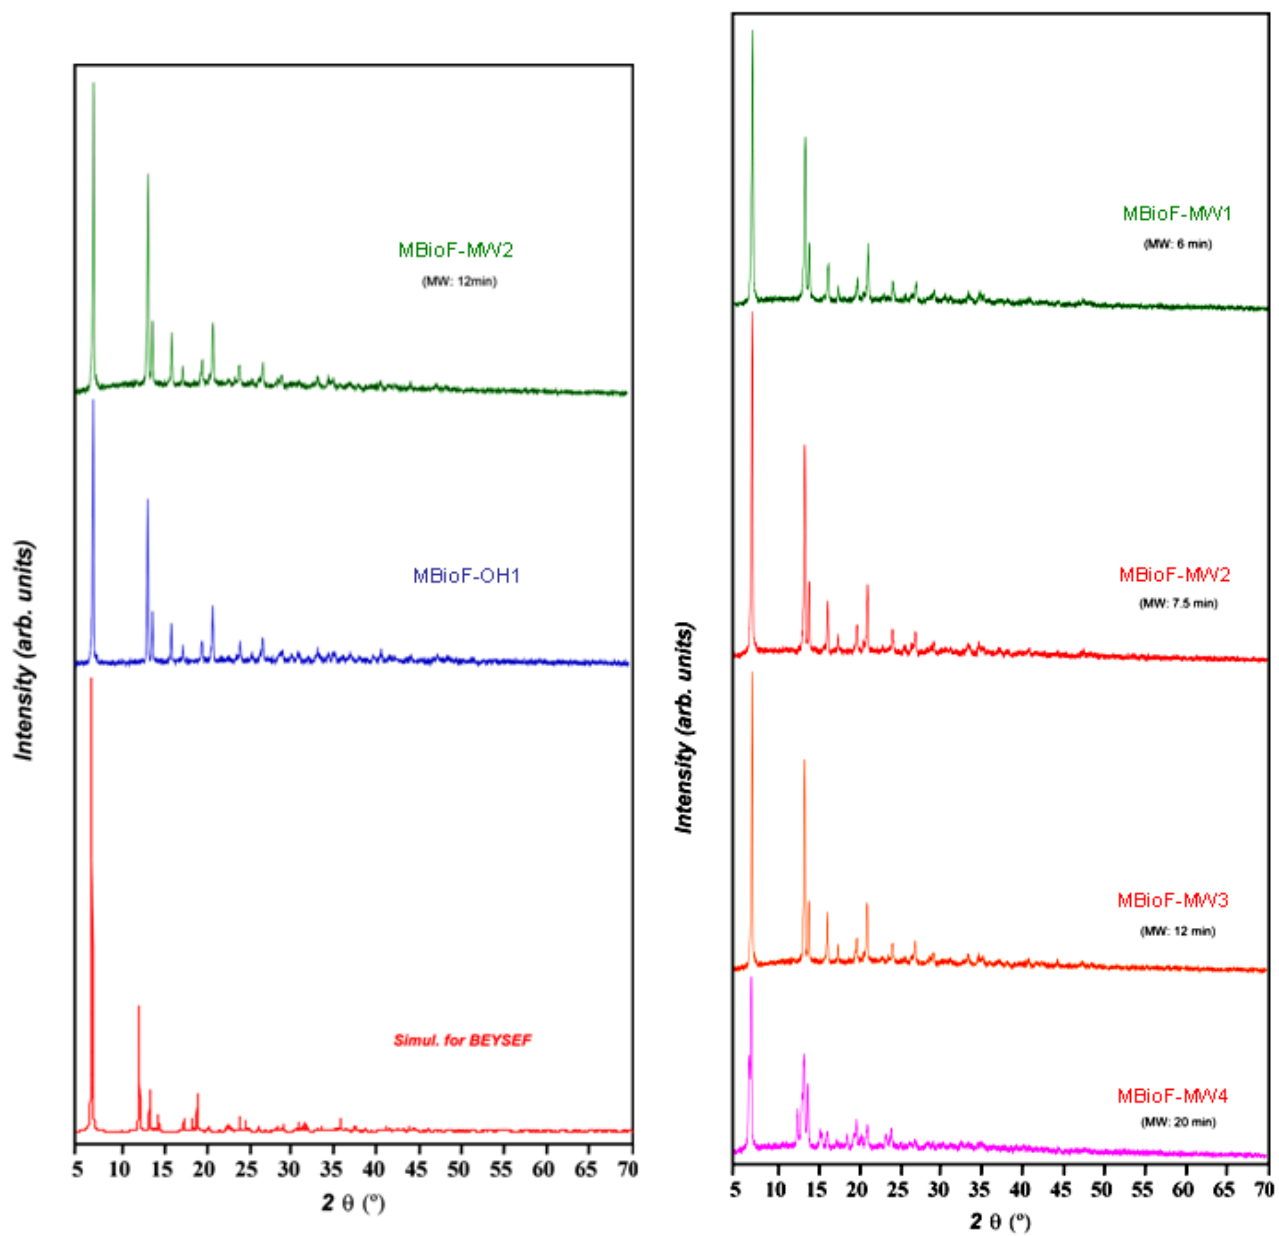 MBioF-MW2
(MW: 12min)
MBioF-OH1
Simul. for BEYSEF
Intensity (arb. units)
5 10 15 20 25 30 35 40 45 50 55 60 65 70
2 θ (º)
MBioF-MW1
(MW: 6 min)
MBioF-MW2
(MW: 7.5 min)
MBioF-MW3
(MW: 12 min)
MBioF-MW4
(MW: 20 min)
Intensity (arb. units)
5 10 15 20 25 30 35 40 45 50 55 60 65 70
2 θ (º)